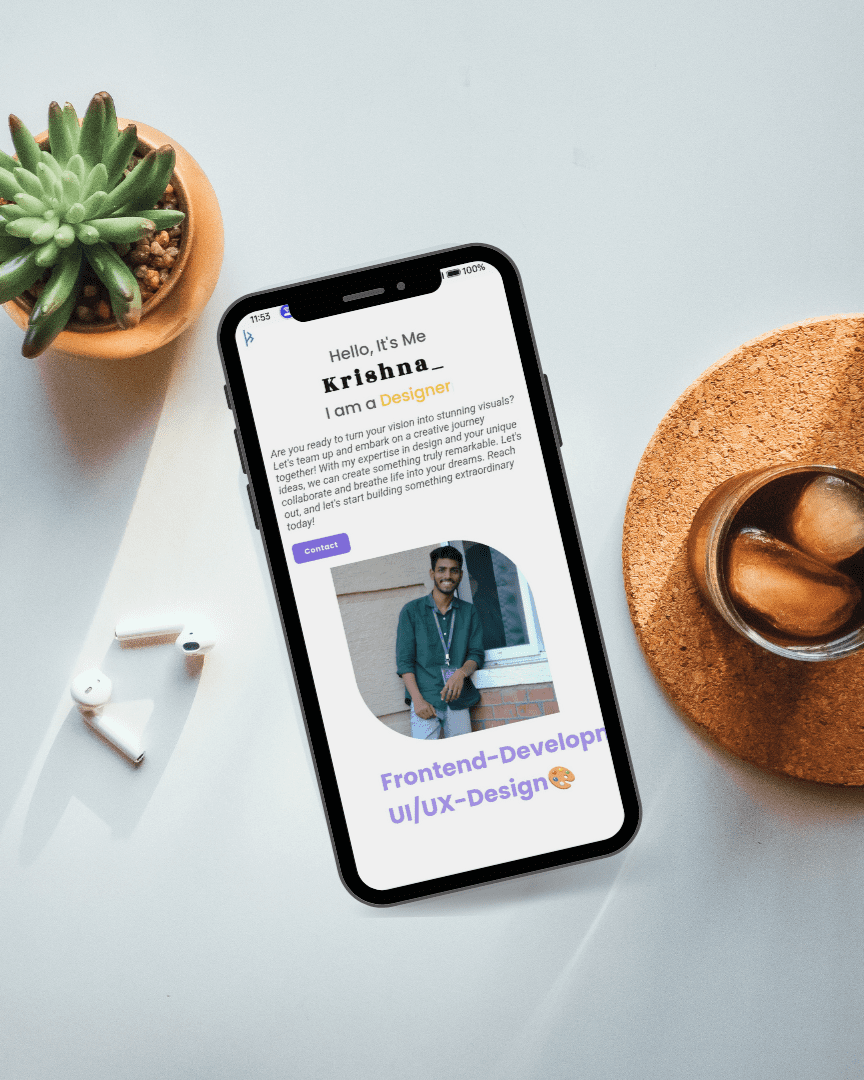 11:53
100%
Hello, It's Me
Krishna_
I am a Designer
Are you ready to turn your vision into stunning visuals?
Let's team up and embark on a creative journey
together! With my expertise in design and your unique
ideas, we can create something truly remarkable. Let's
collaborate and breathe life into your dreams. Reach
out, and let's start building something extraordinary
today!
Contact
Frontend-Developm
UI/UX-Design🎨